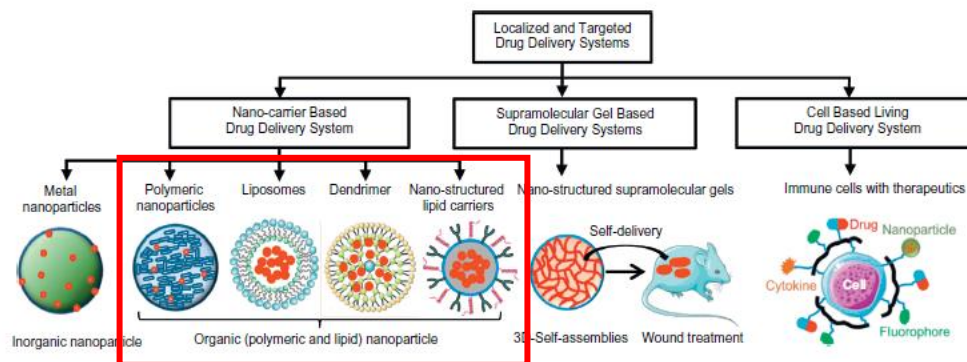 Localized and Targeted
Drug Delivery Systems
Nano-carrier Based
Drug Delivery System
Supramolecular Gel Based
Drug Delivery Systems
Cell Based Living
Drug Delivery System
Metal
nanoparticles
Polymeric
nanoparticles
Liposomes
Dendrimer
Nano-structured
lipid carriers
Nano-structured supramolecular gels
Immune cells with therapeutics
Self-delivery
Drug
Nanoparticle
Cytokine
Cell
Fluorophore
Inorganic nanoparticle
Organic (polymeric and lipid) nanoparticle
3D-Self-assemblies
Wound treatment